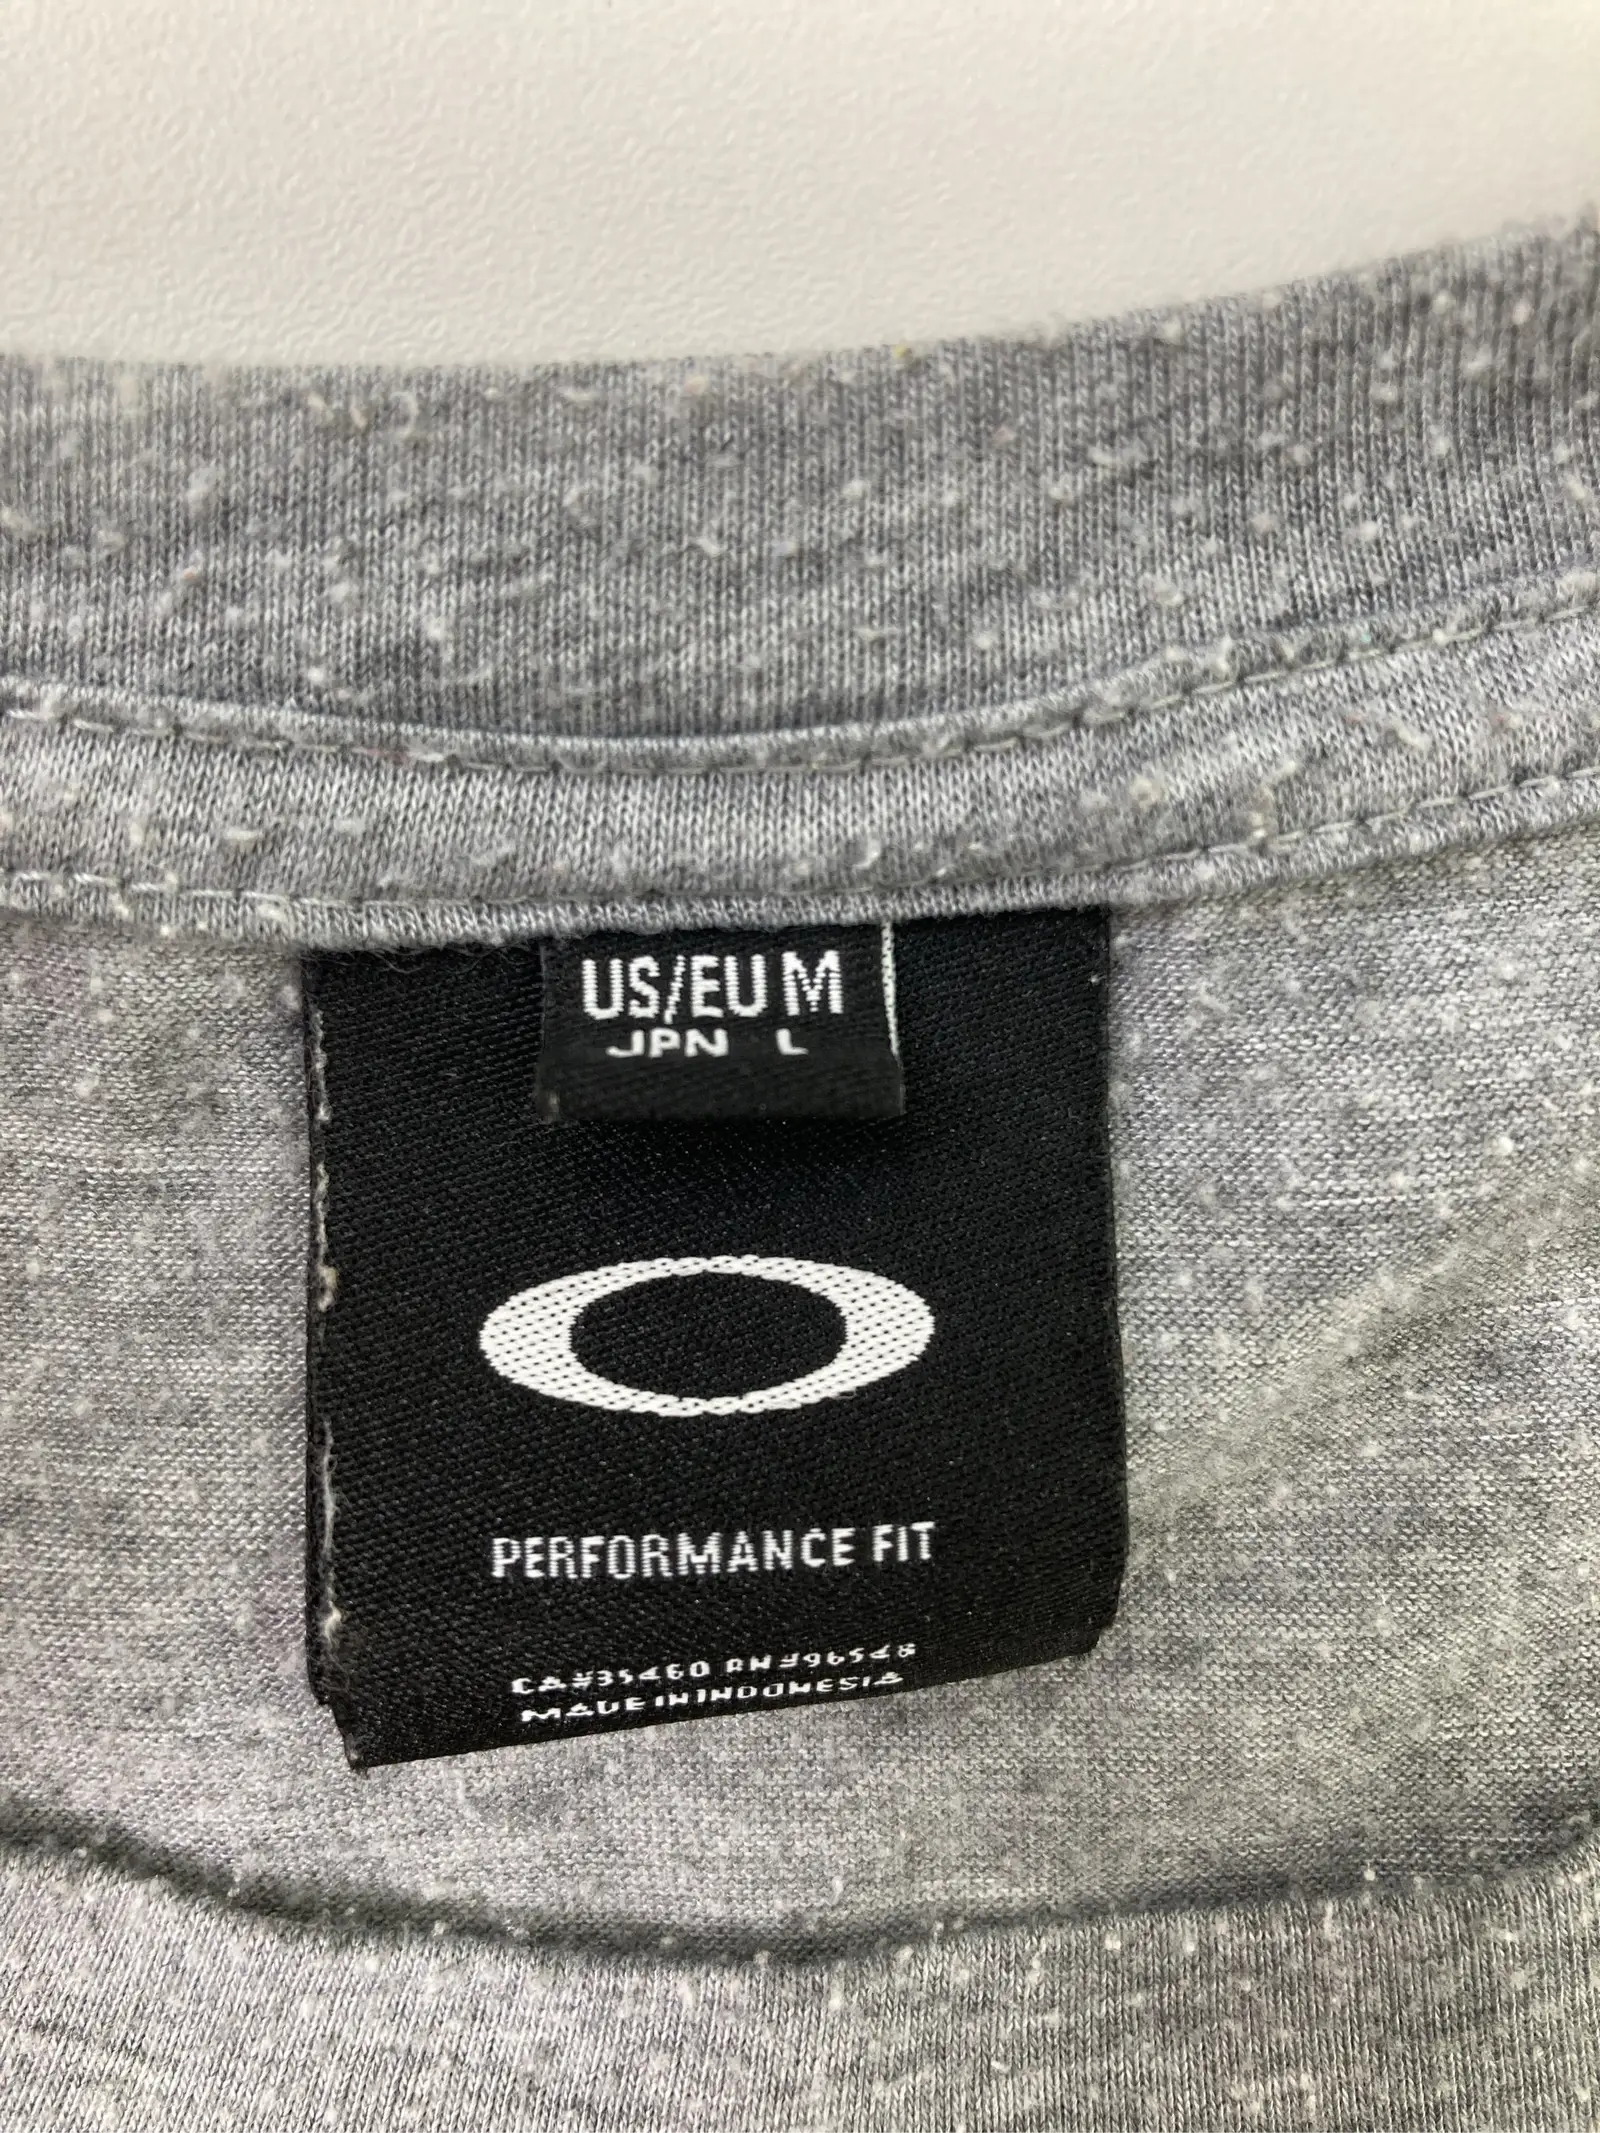 US/EU M
JPN L
PERFORMANCE FIT
CA#35460 RN#96548
MADE IN INDONESIA